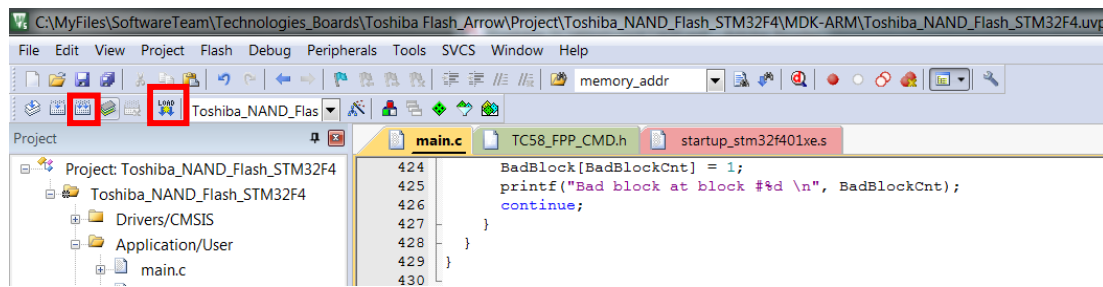 C:\MyFiles\SoftwareTeam\Technologies_Boards\Toshiba Flash_Arrow\Project\Toshiba_NAND_Flash_STM32F4\MDK-ARM\Toshiba_NAND_Flash_STM32F4.uvp
File Edit View Project Flash Debug Peripherals Tools SVCS Window Help
memory_addr
LOAD Toshiba_NAND_Flas
Project main.c TC58_FPP_CMD.h startup_stm32f401xe.s
Project: Toshiba_NAND_Flash_STM32F4
Toshiba_NAND_Flash_STM32F4
Drivers/CMSIS
Application/User
main.c
424 BadBlock[BadBlockCnt] = 1;
425 printf("Bad block at block #%d \n", BadBlockCnt);
426 continue;
427 }
428 }
429 }
430